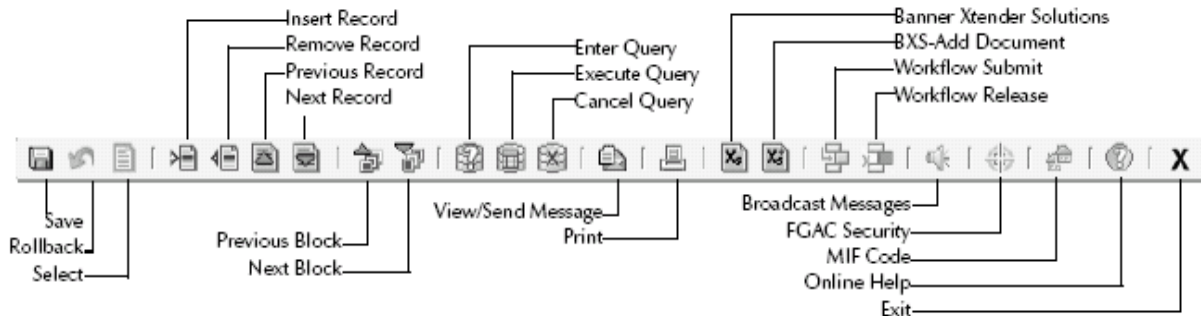 Insert Record
Remove Record
Previous Record
Next Record
Enter Query
Execute Query
Cancel Query
Banner Xtender Solutions
BXS-Add Document
Workflow Submit
Workflow Release
Save
Rollback
Select
Previous Block
Next Block
View/Send Message
Print
Broadcast Messages
FGAC Security
MIF Code
Online Help
Exit